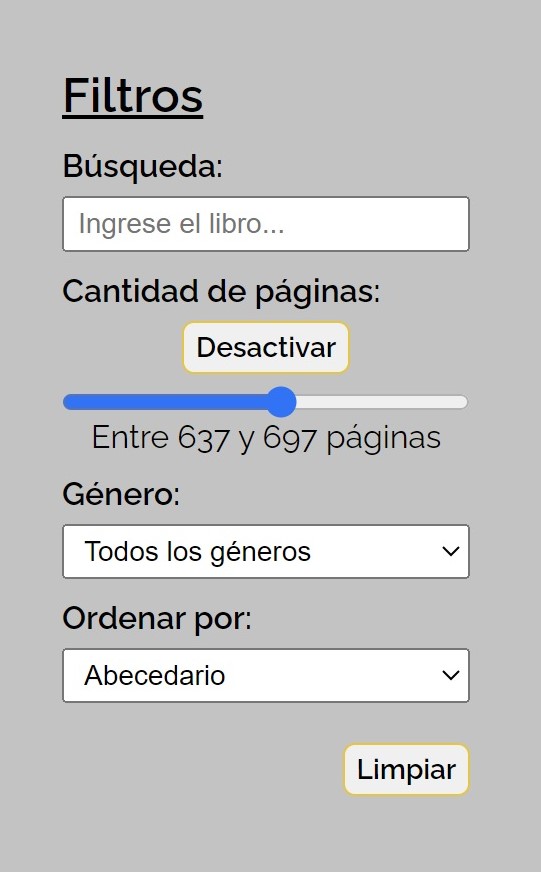 Filtros
Búsqueda:
Ingrese el libro...
Cantidad de páginas:
Desactivar
Entre 637 y 697 páginas
Género:
Todos los géneros
Ordenar por:
Abecedario
Limpiar